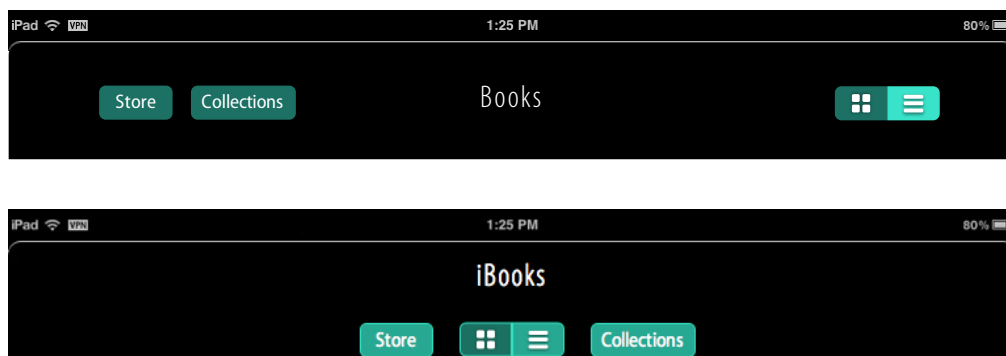 iPad VPN 1:25 PM 80%
Store Collections Books
iPad VPN 1:25 PM 80%
iBooks
Store Collections